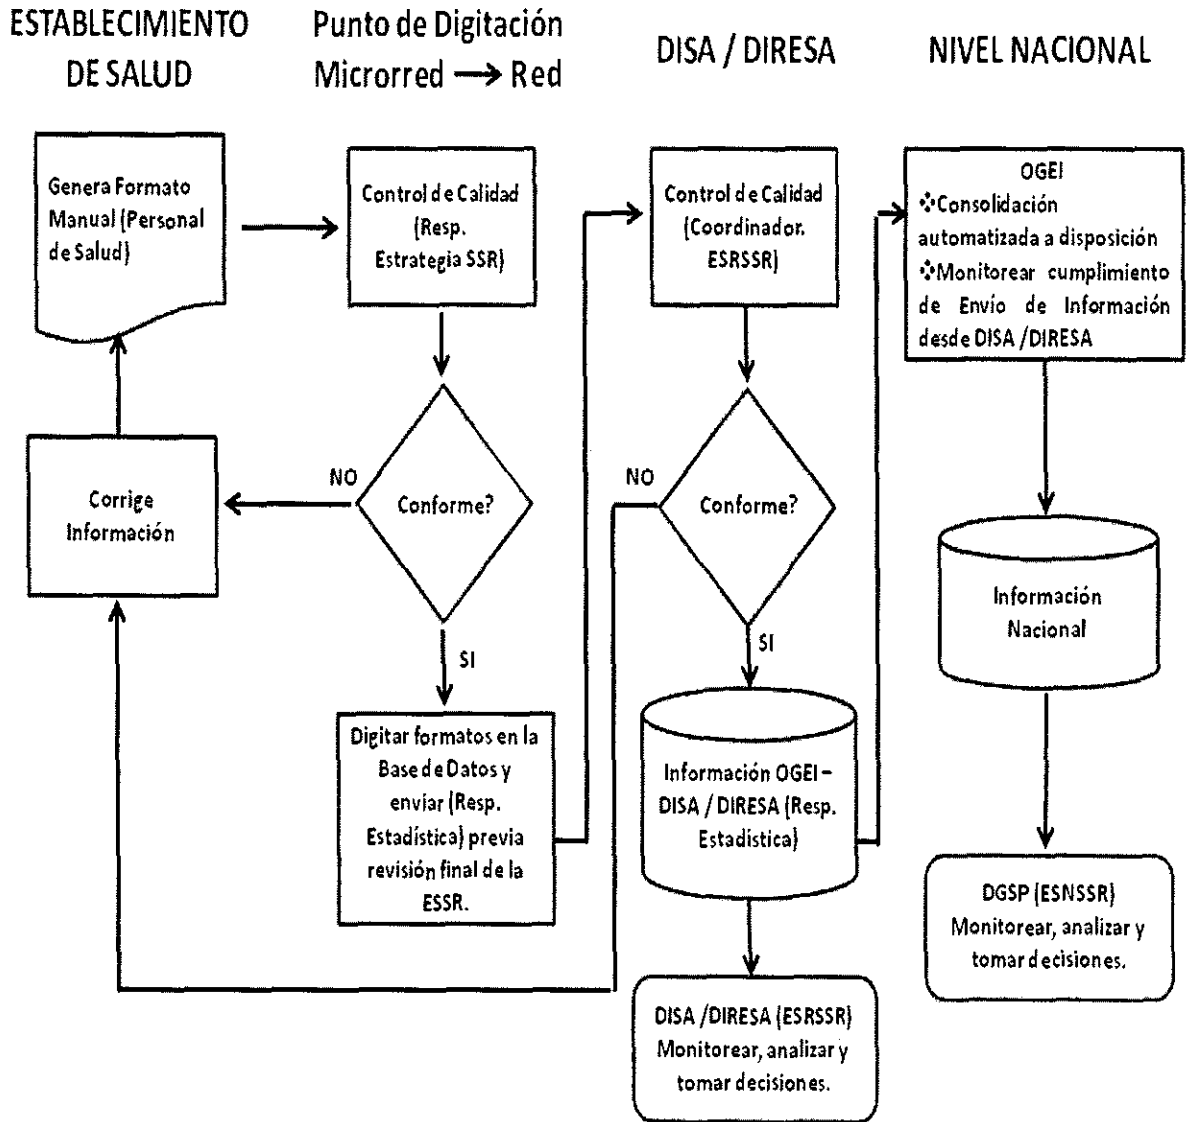 ESTABLECIMIENTO
DE SALUD
Punto de Digitación
Microrred → Red
DISA / DIRESA
NIVEL NACIONAL
Genera Formato
Manual (Personal
de Salud)
Control de Calidad
(Resp.
Estrategia SSR)
Control de Calidad
(Coordinador.
ESRSSR)
OGEI
❖Consolidación
automatizada a disposición
❖Monitorear cumplimiento
de Envío de Información
desde DISA /DIRESA
Corrige
Información
NO
Conforme?
NO
Conforme?
Información
Nacional
SI
SI
Digitar formatos en la
Base de Datos y
enviar (Resp.
Estadística) previa
revisión final de la
ESSR.
Información OGEI –
DISA / DIRESA (Resp.
Estadística)
DGSP (ESNSSR)
Monitorear, analizar y
tomar decisiones.
DISA /DIRESA (ESRSSR)
Monitorear, analizar y
tomar decisiones.